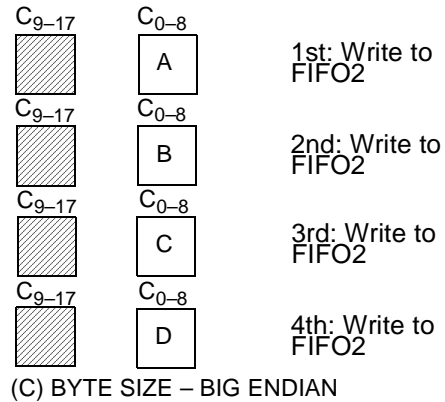 C9–17 C0–8
A 1st: Write to
FIFO2
C9–17 C0–8
B 2nd: Write to
FIFO2
C9–17 C0–8
C 3rd: Write to
FIFO2
C9–17 C0–8
D 4th: Write to
FIFO2
(C) BYTE SIZE – BIG ENDIAN